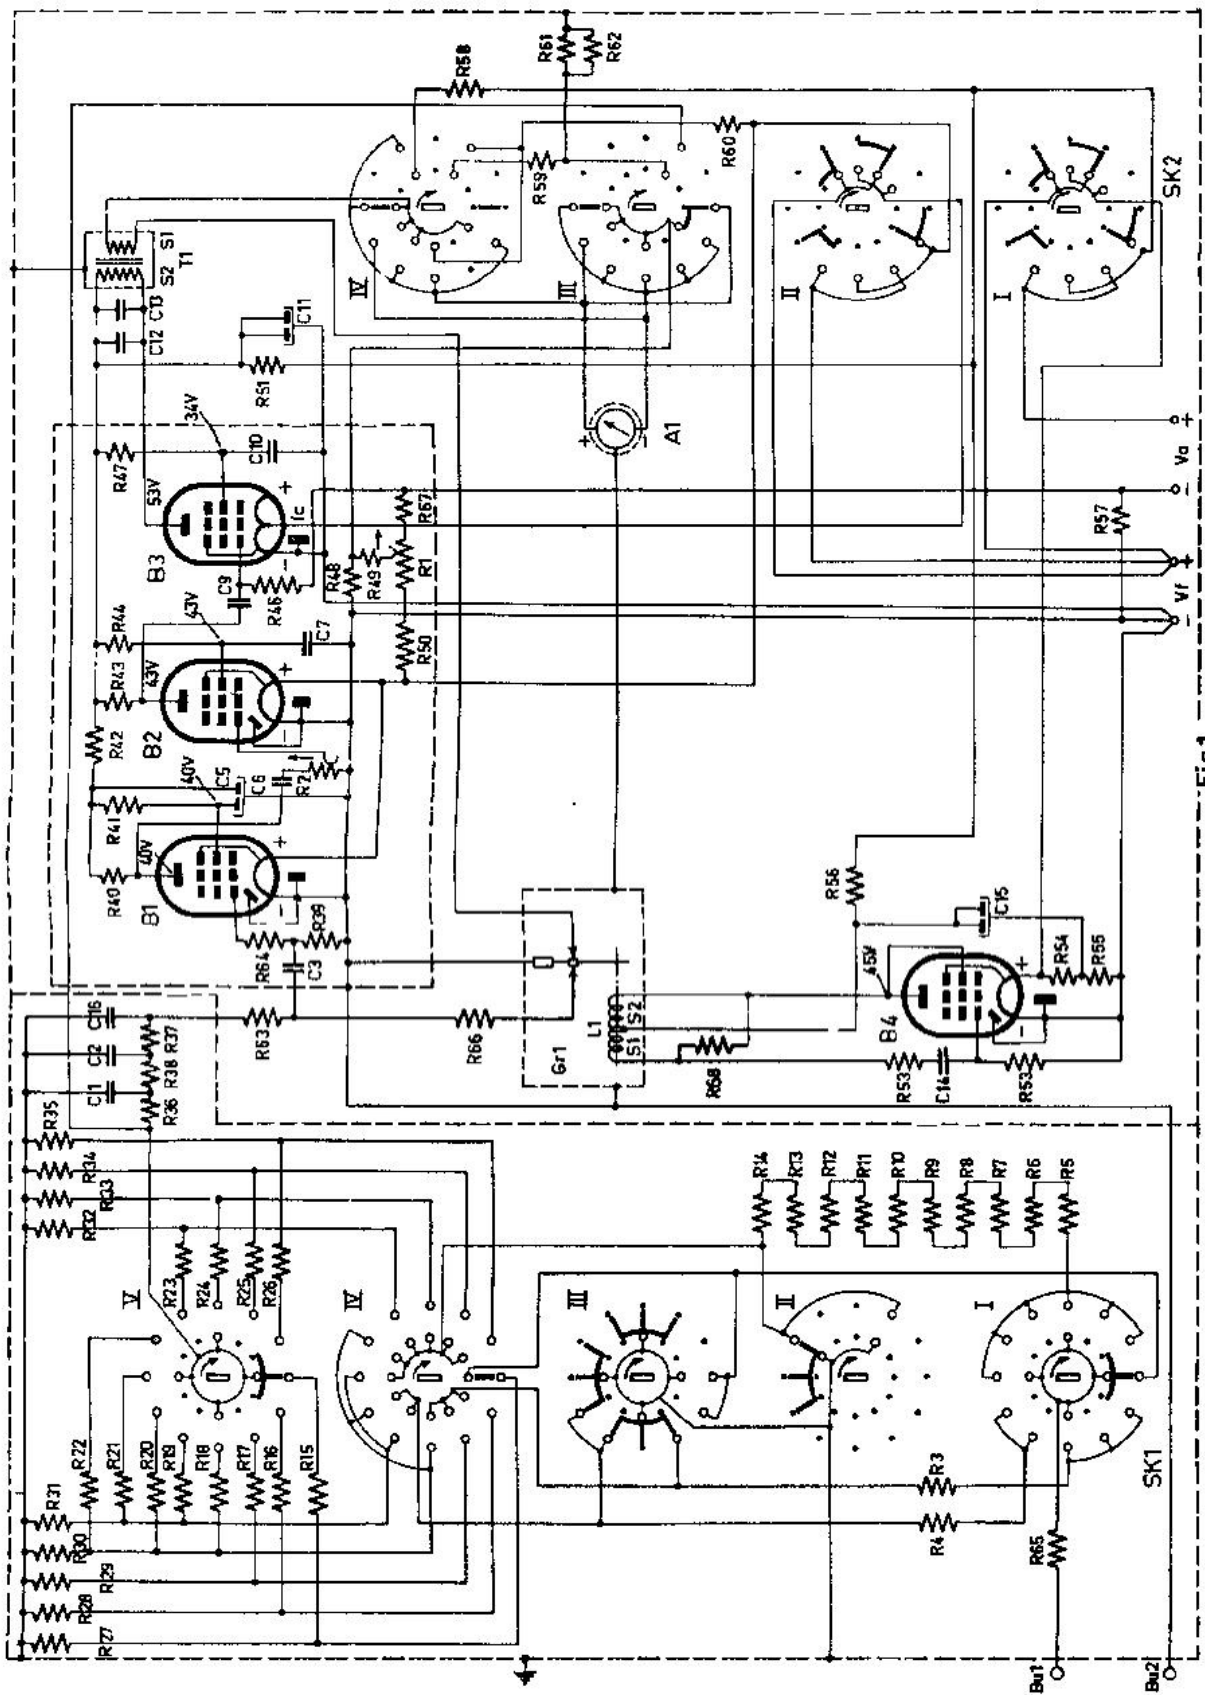 R58
R61
R62
S1
S2
T1
IV
R59
III
R60
II
I
SK2
C13
C12
C11
R51
34V
R47
C10
53V
B3
1c
+
C9
R46
R48
R49
R67
R1
R50
A1
+
-
Va
+
-
R57
Vf
+
-
R44
43V
R43
43V
C7
B2
+
R42
40V
C5
C6
R2
R41
R40
40V
B1
+
R39
R64
C3
R63
R66
Gr1
L1
S1
S2
R68
R56
C15
45V
B4
+
R54
R55
R53
C14
R53
C16
C2
C1
R37
R38
R36
R35
R34
R33
R32
V
R23
R24
R25
R26
IV
III
II
I
R14
R13
R12
R11
R10
R9
R8
R7
R6
R5
R22
R21
R20
R19
R18
R17
R16
R15
R31
R30
R29
R28
R27
R3
R4
SK1
R65
Bu1
Bu2
Fig1